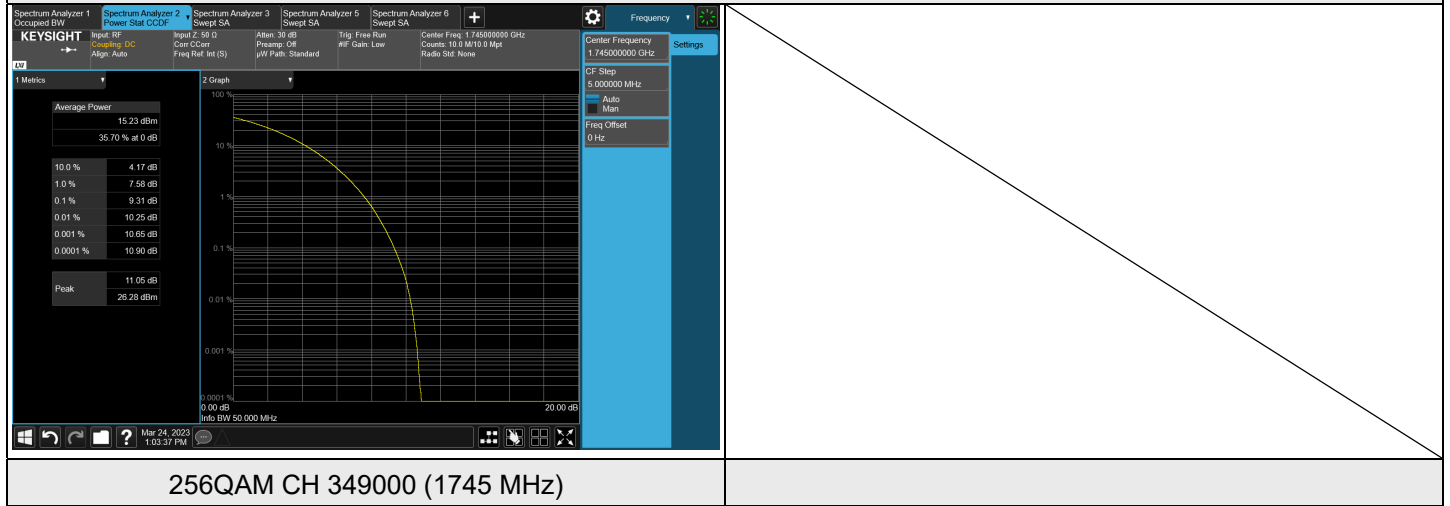 Spectrum Analyzer 1
Occupied BW
Spectrum Analyzer 2
Power Stat CCDF
Spectrum Analyzer 3
Swept SA
Spectrum Analyzer 5
Swept SA
Spectrum Analyzer 6
Swept SA
+
Frequency
KEYSIGHT
LXI
Input: RF
Coupling: DC
Align: Auto
Input Z: 50 Ω
Corr CCorr
Freq Ref: Int (S)
Atten: 30 dB
Preamp: Off
µW Path: Standard
Trig: Free Run
#IF Gain: Low
Center Freq: 1.745000000 GHz
Counts: 10.0 M/10.0 Mpt
Radio Std: None
Center Frequency
1.745000000 GHz
Settings
CF Step
5.000000 MHz
Auto
Man
Freq Offset
0 Hz
1 Metrics
Average Power
15.23 dBm
35.70 % at 0 dB
10.0 % 4.17 dB
1.0 % 7.58 dB
0.1 % 9.31 dB
0.01 % 10.25 dB
0.001 % 10.65 dB
0.0001 % 10.90 dB
Peak
11.05 dB
26.28 dBm
2 Graph
100 %
10 %
1 %
0.1 %
0.01 %
0.001 %
0.0001 %
0.00 dB 20.00 dB
Info BW 50.000 MHz
?
Mar 24, 2023
1:03:37 PM
256QAM CH 349000 (1745 MHz)